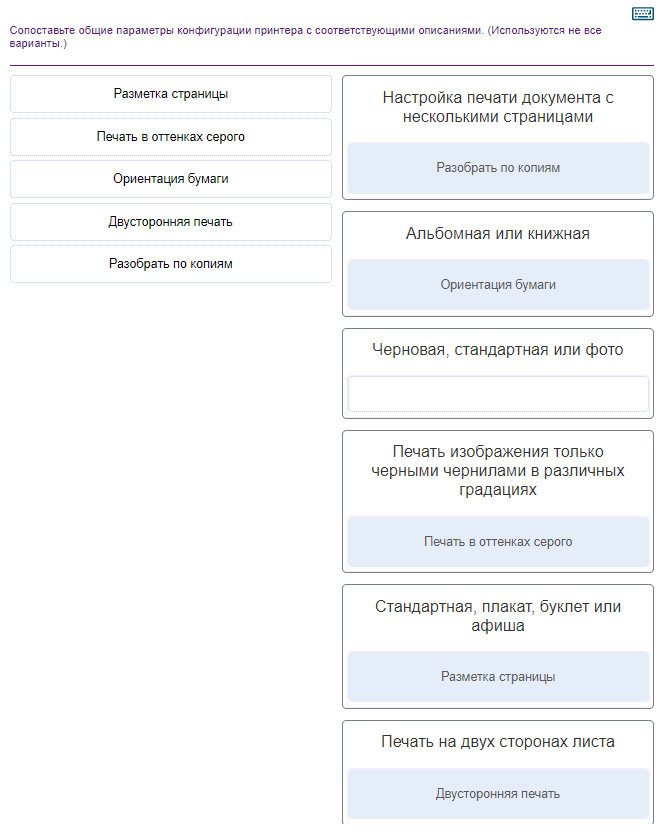 Сопоставьте общие параметры конфигурации принтера с соответствующими описаниями. (Используются не все
варианты.)
Разметка страницы
Печать в оттенках серого
Ориентация бумаги
Двусторонняя печать
Разобрать по копиям
Настройка печати документа с
несколькими страницами
Разобрать по копиям
Альбомная или книжная
Ориентация бумаги
Черновая, стандартная или фото
Печать изображения только
черными чернилами в различных
градациях
Печать в оттенках серого
Стандартная, плакат, буклет или
афиша
Разметка страницы
Печать на двух сторонах листа
Двусторонняя печать